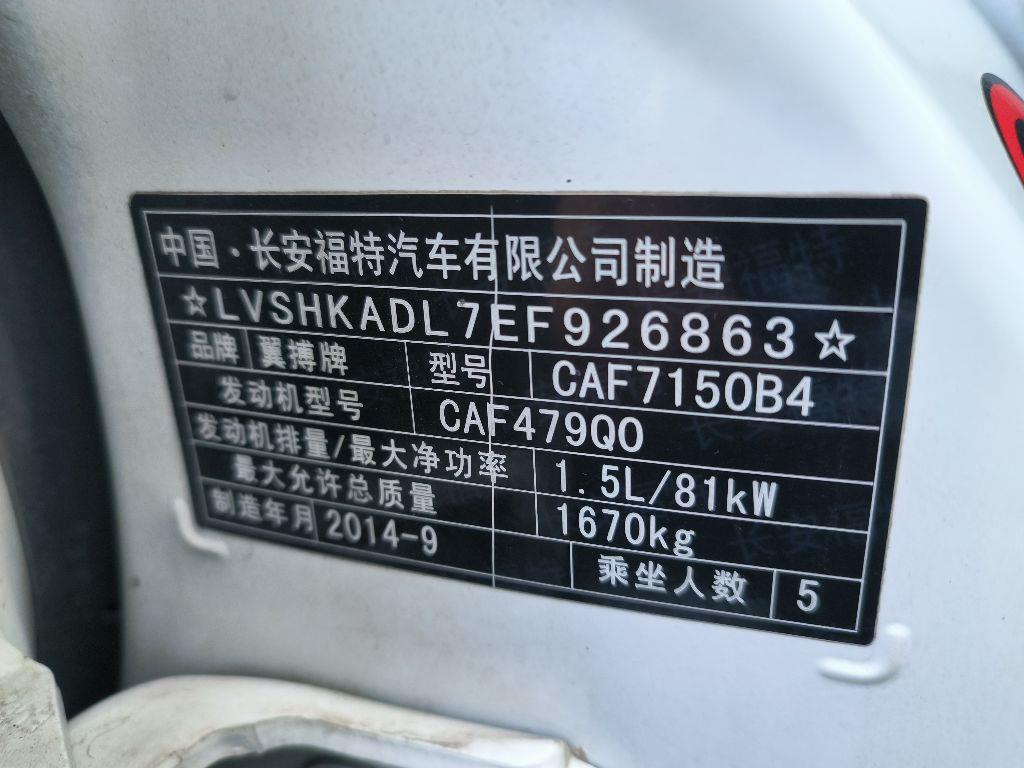 中国·长安福特汽车有限公司制造
☆LVSHKADL7EF926863☆
品牌 翼搏牌 型号 CAF7150B4
发动机型号 CAF479Q0
发动机排量/最大净功率 1.5L/81kW
最大允许总质量 1670kg
制造年月 2014-9 乘坐人数 5